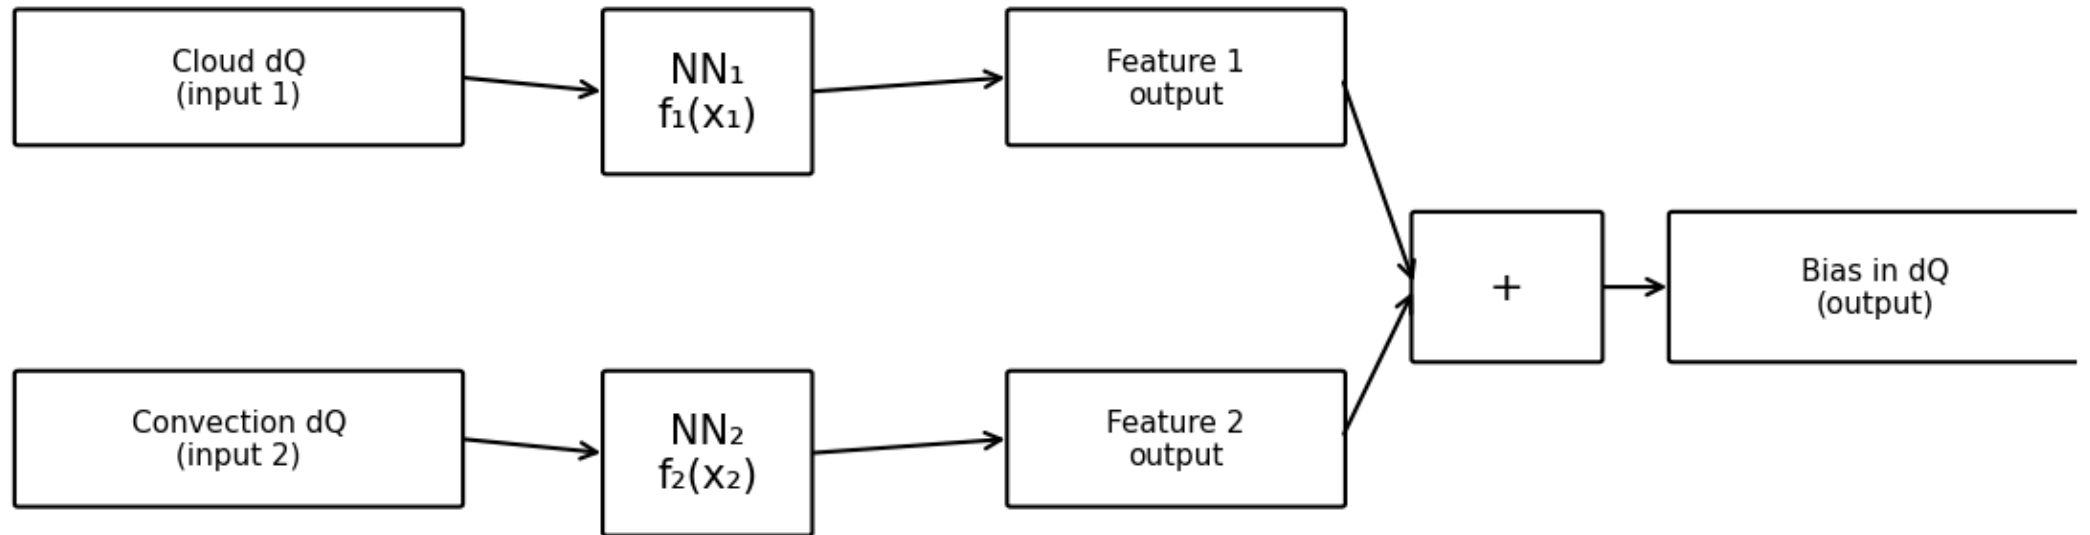 Cloud dQ
(input 1)
NN₁
f₁(x₁)
Feature 1
output
+
Bias in dQ
(output)
Convection dQ
(input 2)
NN₂
f₂(x₂)
Feature 2
output